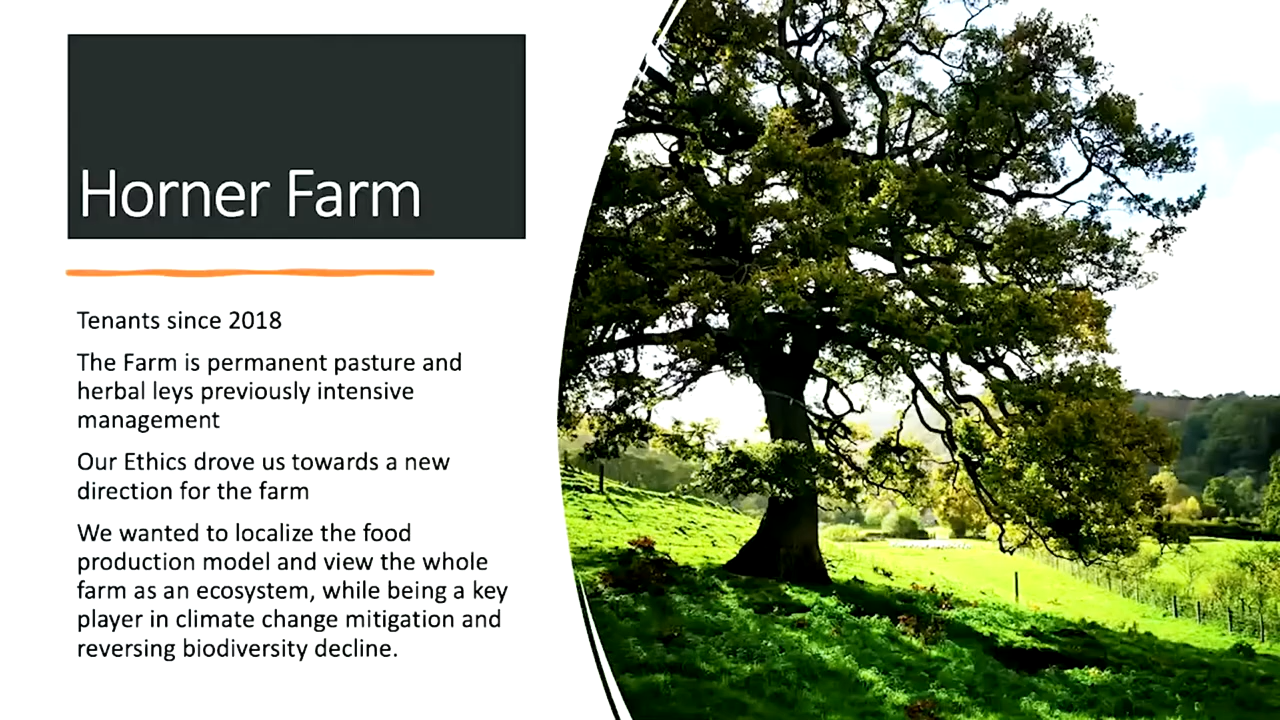 Horner Farm
Tenants since 2018
The Farm is permanent pasture and
herbal leys previously intensive
management
Our Ethics drove us towards a new
direction for the farm
We wanted to localize the food
production model and view the whole
farm as an ecosystem, while being a key
player in climate change mitigation and
reversing biodiversity decline.